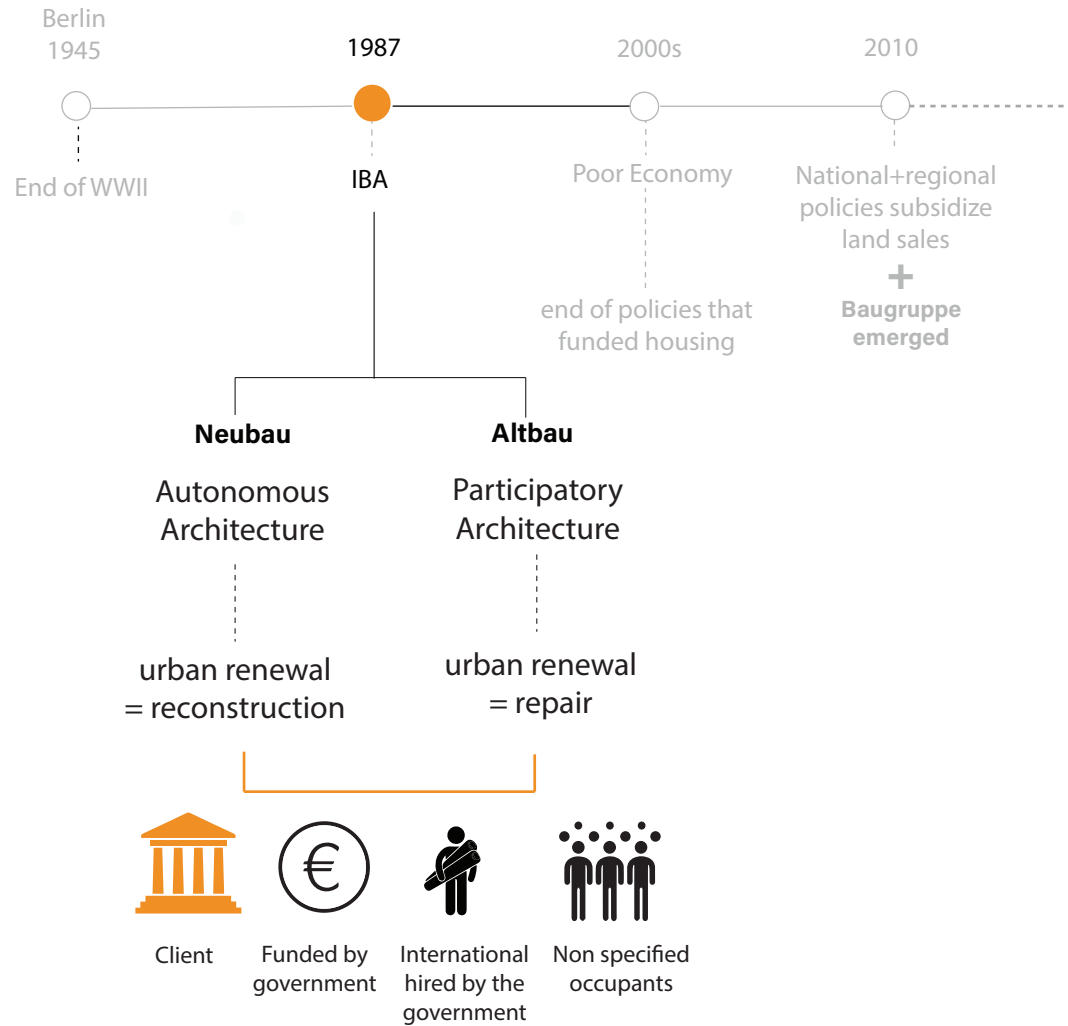 Berlin
1945
1987
2000s
2010
End of WWII
IBA
Poor Economy
National+regional
policies subsidize
land sales
+
Baugruppe
emerged
end of policies that
funded housing
Neubau
Altbau
Autonomous
Architecture
Participatory
Architecture
urban renewal
= reconstruction
urban renewal
= repair
€
Client
Funded by
government
International
hired by the
government
Non specified
occupants